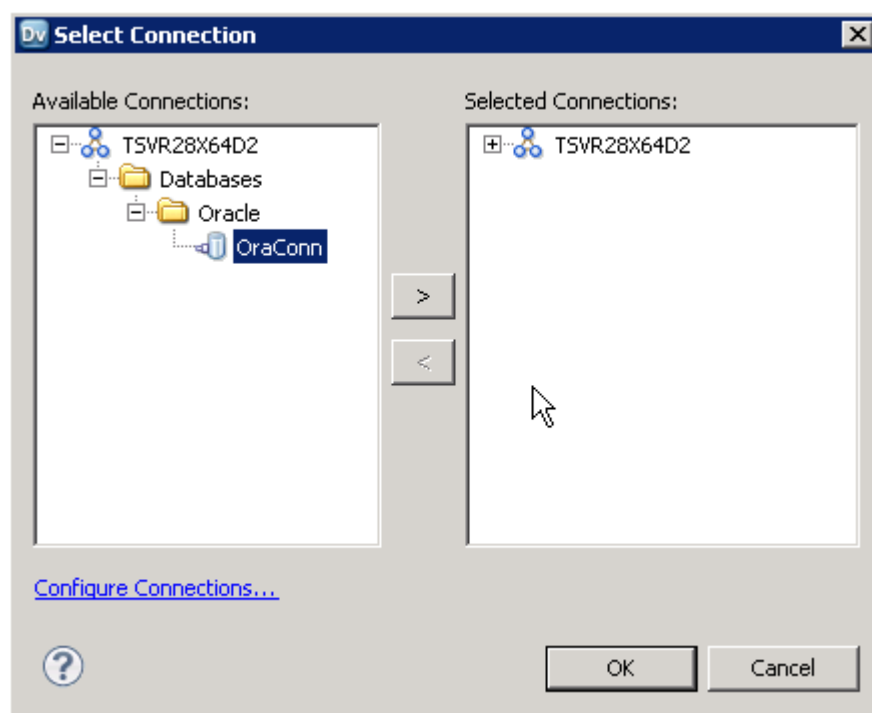 Dv Select Connection
Available Connections:
Selected Connections:
TSVR28X64D2
Databases
Oracle
OraConn
TSVR28X64D2
>
<
Configure Connections...
?
OK
Cancel